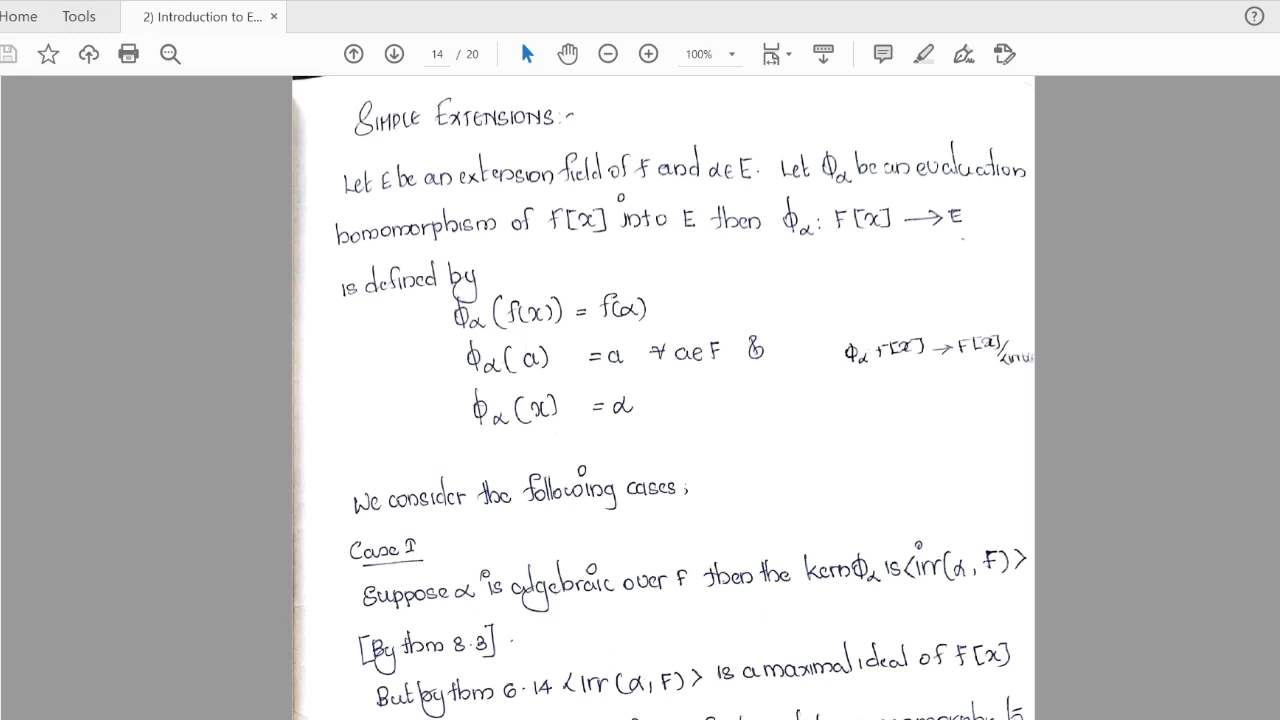 Home Tools 2) Introduction to E... ×
14 / 20 100%
SIMPLE EXTENSIONS:-
Let E be an extension field of F and α∈E. Let ϕα be an evaluation
homomorphism of F[x] into E then ϕα: F[x] → E
is defined by
ϕα(f(x)) = f(α)
ϕα(a) = a ∀ a∈F &
ϕα F[x] → F[x]/
ϕα(x) = α
We consider the following cases;
Case I
Suppose α is algebraic over F then the kernϕα is <irr(α, F)>
[By thm 8.3].
But by thm 6.14 <irr(α, F)> is a maximal ideal of F[x]